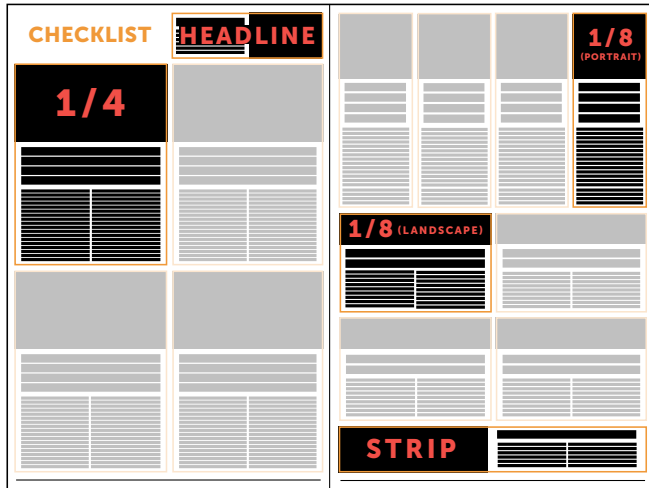 CHECKLIST
HEADLINE
1/4
1/8
(PORTRAIT)
1/8 (LANDSCAPE)
STRIP